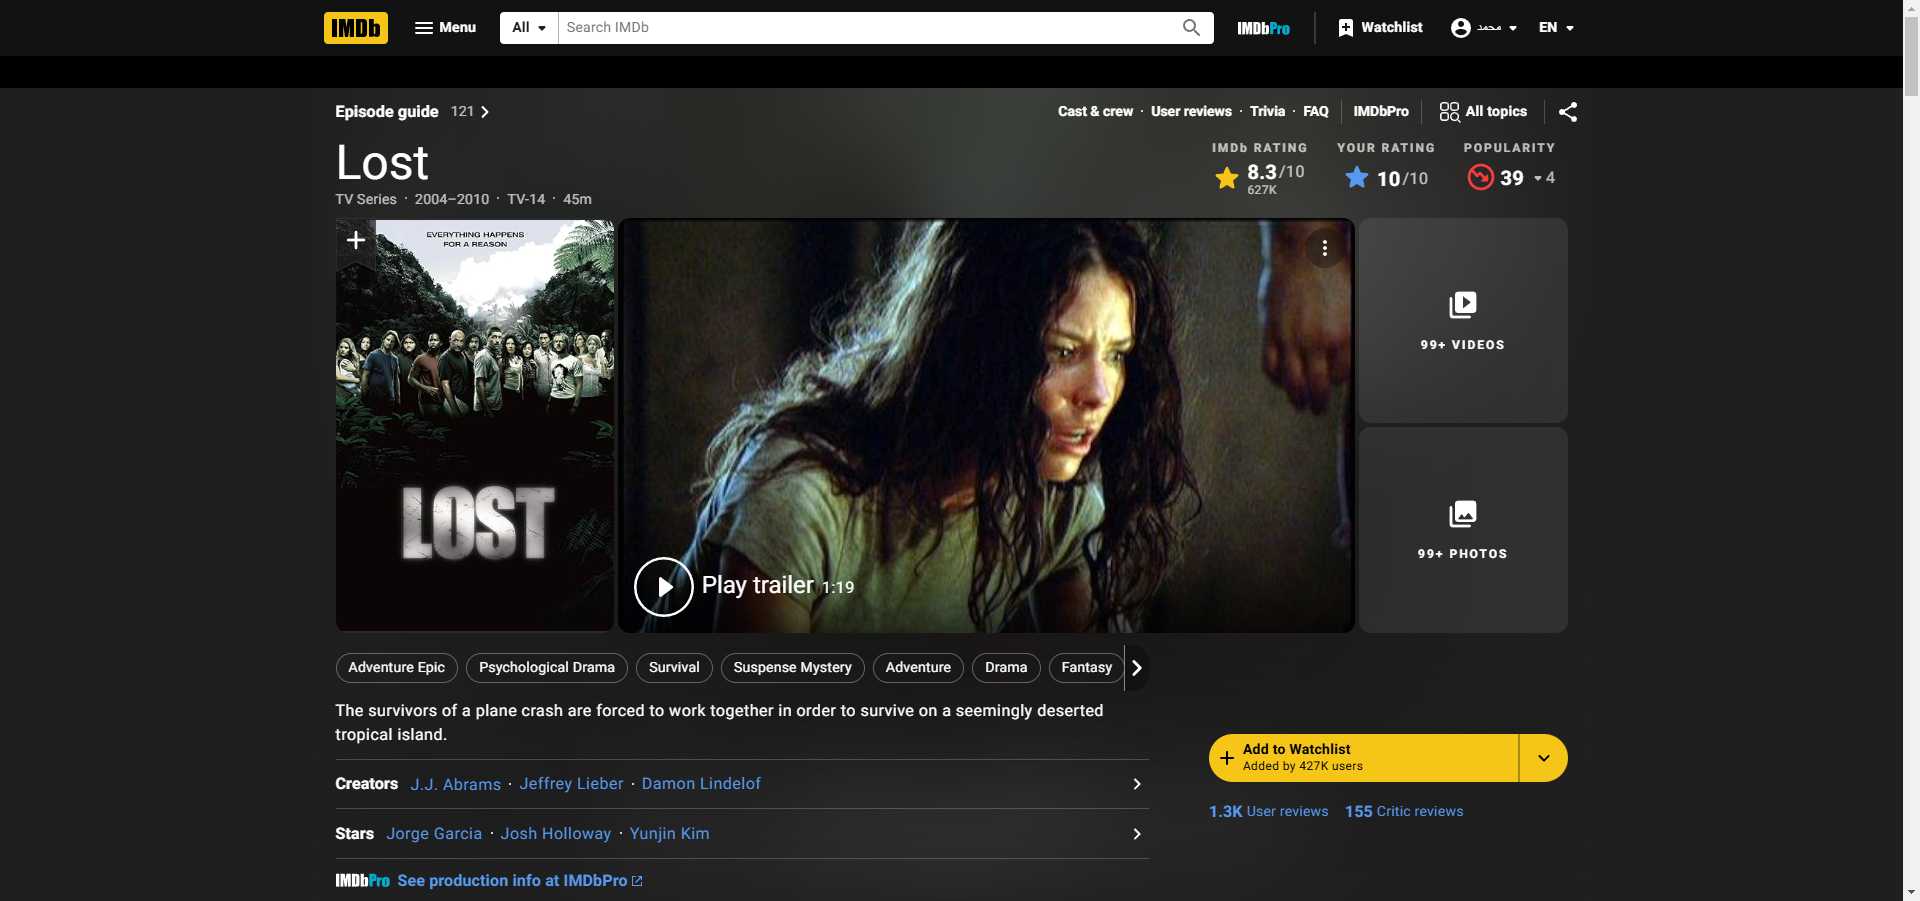 IMDb Menu All Search IMDb IMDbPro Watchlist محمد EN
Episode guide 121 Cast & crew · User reviews · Trivia · FAQ IMDbPro All topics
Lost
TV Series · 2004–2010 · TV-14 · 45m
IMDb RATING YOUR RATING POPULARITY
8.3/10 10/10 39 4
627K
EVERYTHING HAPPENS
FOR A REASON
LOST
Play trailer 1:19
99+ VIDEOS
99+ PHOTOS
Adventure Epic Psychological Drama Survival Suspense Mystery Adventure Drama Fantasy
The survivors of a plane crash are forced to work together in order to survive on a seemingly deserted
tropical island.
Creators J.J. Abrams · Jeffrey Lieber · Damon Lindelof
Stars Jorge Garcia · Josh Holloway · Yunjin Kim
IMDbPro See production info at IMDbPro
Add to Watchlist
Added by 427K users
1.3K User reviews 155 Critic reviews